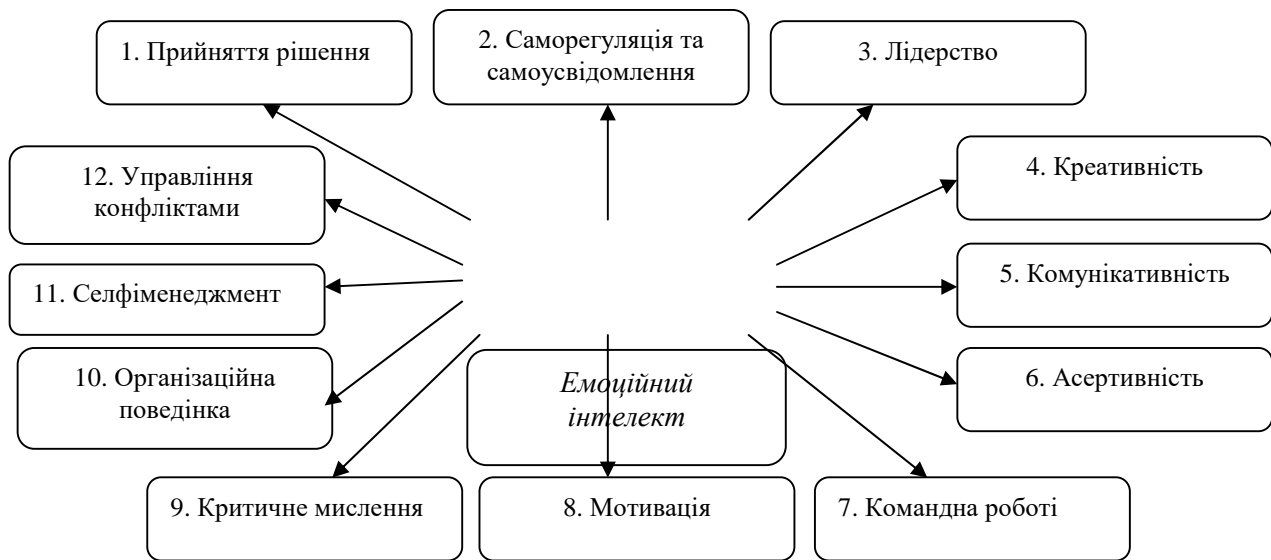 1. Прийняття рішення
2. Саморегуляція та
самоусвідомлення
3. Лідерство
12. Управління
конфліктами
4. Креативність
11. Селфіменеджмент
5. Комунікативність
10. Організаційна
поведінка
Емоційний
інтелект
6. Асертивність
9. Критичне мислення
8. Мотивація
7. Командна роботі